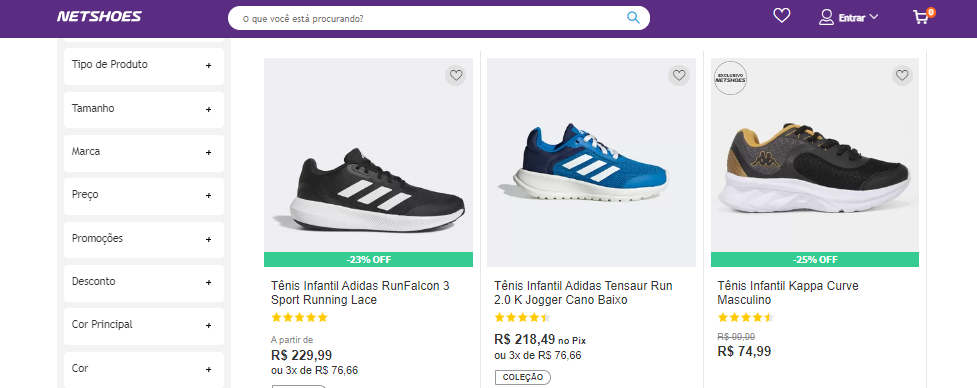 NETSHOES
O que você está procurando?
Entrar
0
Tipo de Produto +
Tamanho +
Marca +
Preço +
Promoções +
Desconto +
Cor Principal +
Cor +
-23% OFF
Tênis Infantil Adidas RunFalcon 3
Sport Running Lace
A partir de
R$ 229,99
ou 3x de R$ 76,66
Tênis Infantil Adidas Tensaur Run
2.0 K Jogger Cano Baixo
R$ 218,49 no Pix
ou 3x de R$ 76,66
COLEÇÃO
EXCLUSIVO
NETSHOES
Kappa
-25% OFF
Tênis Infantil Kappa Curve
Masculino
R$ 99,99
R$ 74,99